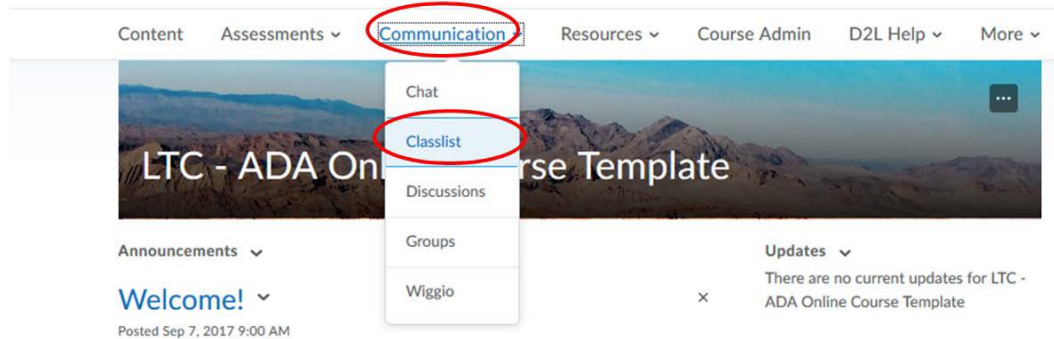 Content Assessments Communication Resources Course Admin D2L Help More
Chat
Classlist
LTC - ADA Onl rse Template
Discussions
Groups
Wiggio
Announcements
Welcome!
Posted Sep 7, 2017 9:00 AM
Updates
There are no current updates for LTC -
ADA Online Course Template